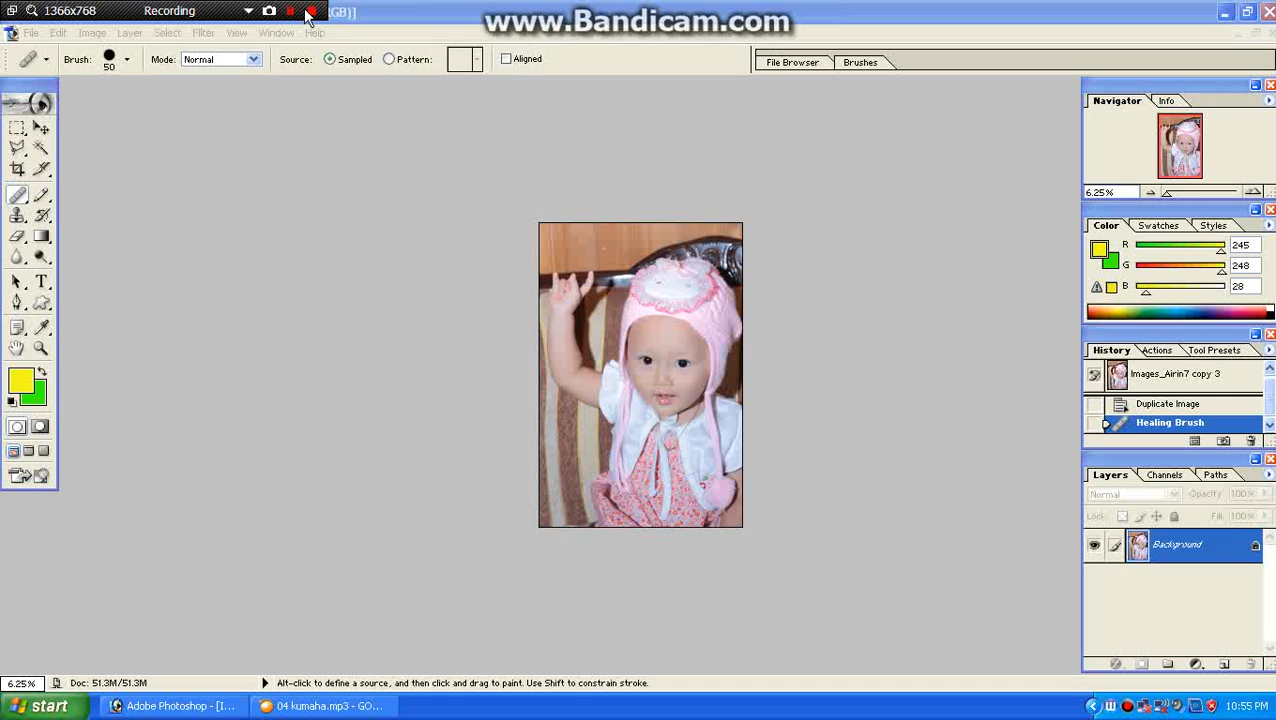 1366x768 Recording GB)]
www.Bandicam.com
File Edit Image Layer Select Filter View Window Help
Brush: 50 Mode: Normal Source: Sampled Pattern: Aligned
File Browser Brushes
Navigator Info
6.25%
Color Swatches Styles
R 245
G 248
B 28
History Actions Tool Presets
Images_Airin7 copy 3
Duplicate Image
Healing Brush
Layers Channels Paths
Normal Opacity: 100%
Lock: Fill: 100%
Background
6.25% Doc: 51.3M/51.3M Alt-click to define a source, and then click and drag to paint. Use Shift to constrain stroke.
start Adobe Photoshop - [I... 04 kumaha.mp3 - GO... 10:55 PM